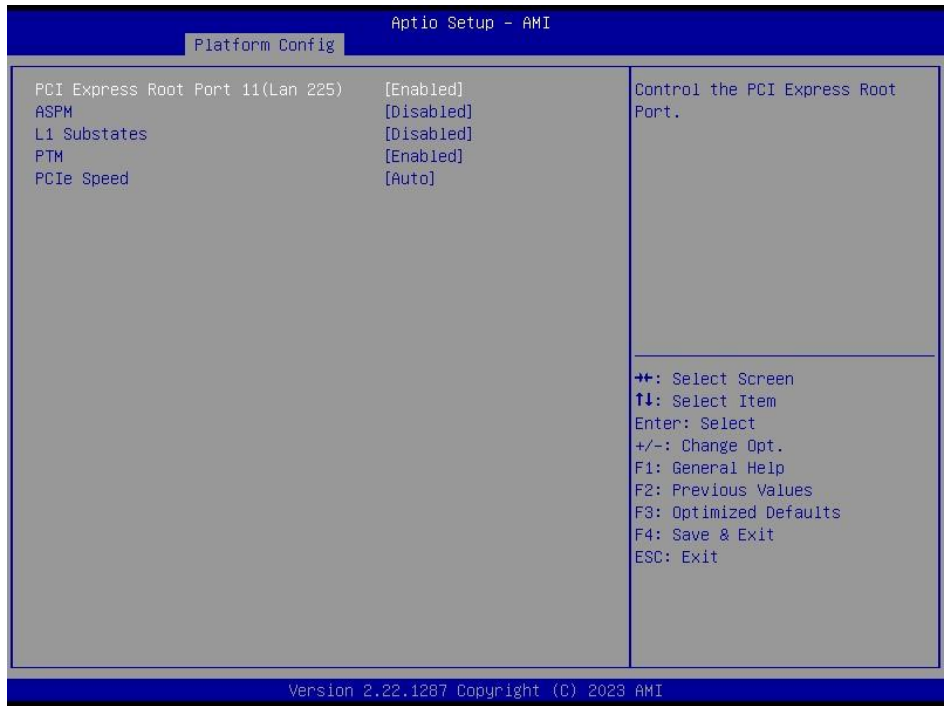 Aptio Setup - AMI
Platform Config
PCI Express Root Port 11(Lan 225) [Enabled]
ASPM [Disabled]
L1 Substates [Disabled]
PTM [Enabled]
PCIe Speed [Auto]
Control the PCI Express Root
Port.
→←: Select Screen
↑↓: Select Item
Enter: Select
+/-: Change Opt.
F1: General Help
F2: Previous Values
F3: Optimized Defaults
F4: Save & Exit
ESC: Exit
Version 2.22.1287 Copyright (C) 2023 AMI